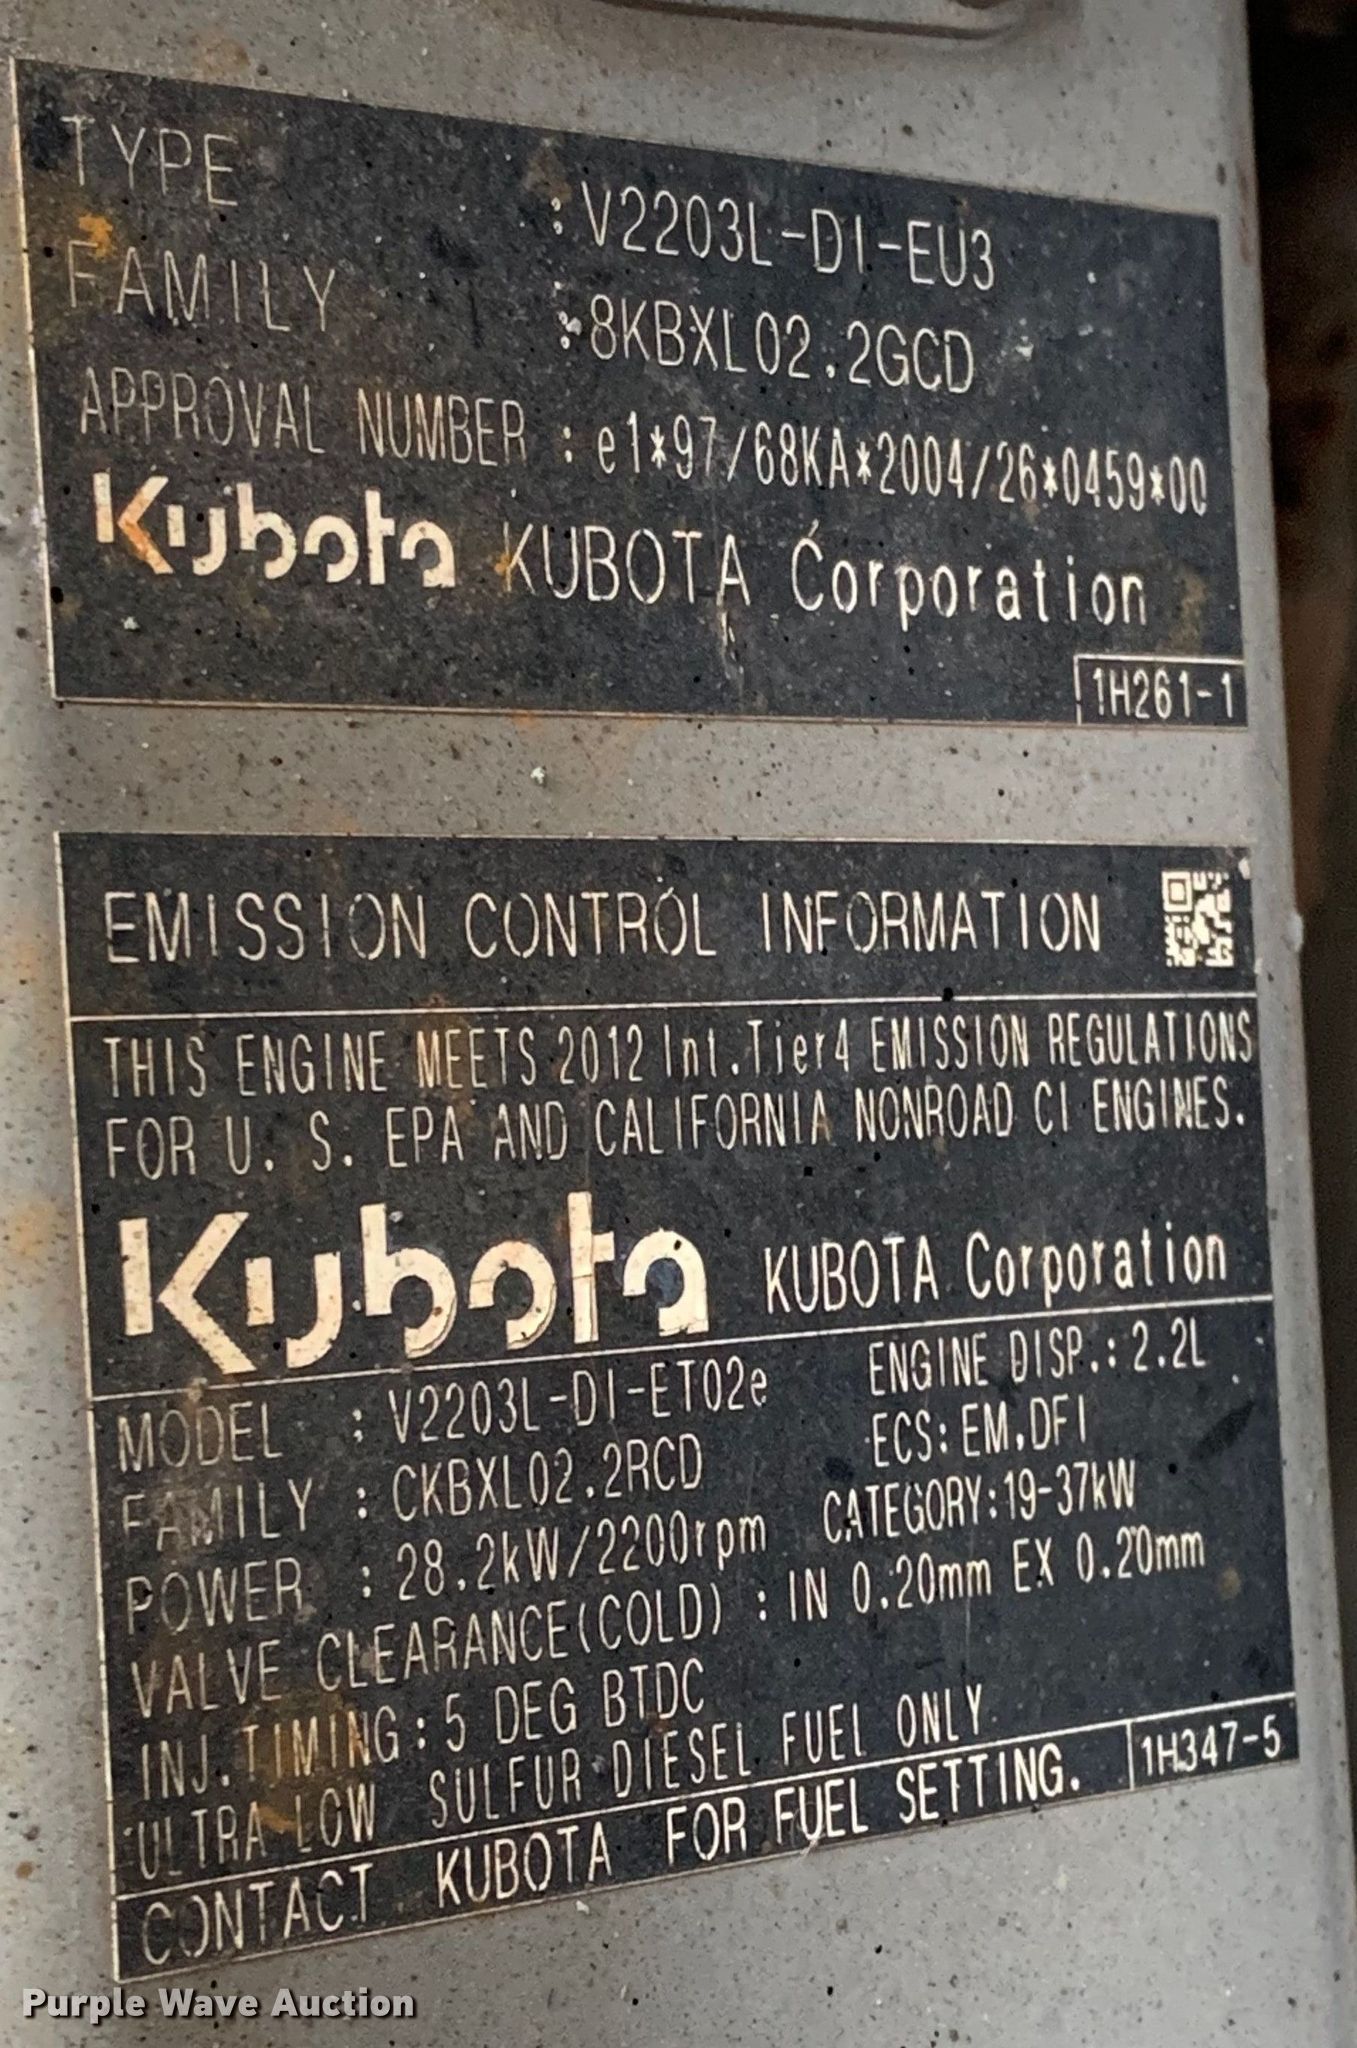 TYPE : V2203L-DI-EU3
FAMILY : 8KBXL02.2GCD
APPROVAL NUMBER : e1*97/68KA*2004/26*0459*00
Kubota KUBOTA Corporation
1H261-1
EMISSION CONTROL INFORMATION
THIS ENGINE MEETS 2012 Int.Tier4 EMISSION REGULATIONS
FOR U. S. EPA AND CALIFORNIA NONROAD CI ENGINES.
Kubota KUBOTA Corporation
MODEL : V2203L-DI-ET02e ENGINE DISP.: 2.2L
FAMILY : CKBXL02.2RCD ECS: EM,DFI
POWER : 28.2kW/2200rpm CATEGORY:19-37kW
VALVE CLEARANCE(COLD) : IN 0.20mm EX 0.20mm
INJ.TIMING: 5 DEG BTDC
ULTRA LOW SULFUR DIESEL FUEL ONLY
CONTACT KUBOTA FOR FUEL SETTING. 1H347-5
Purple Wave Auction